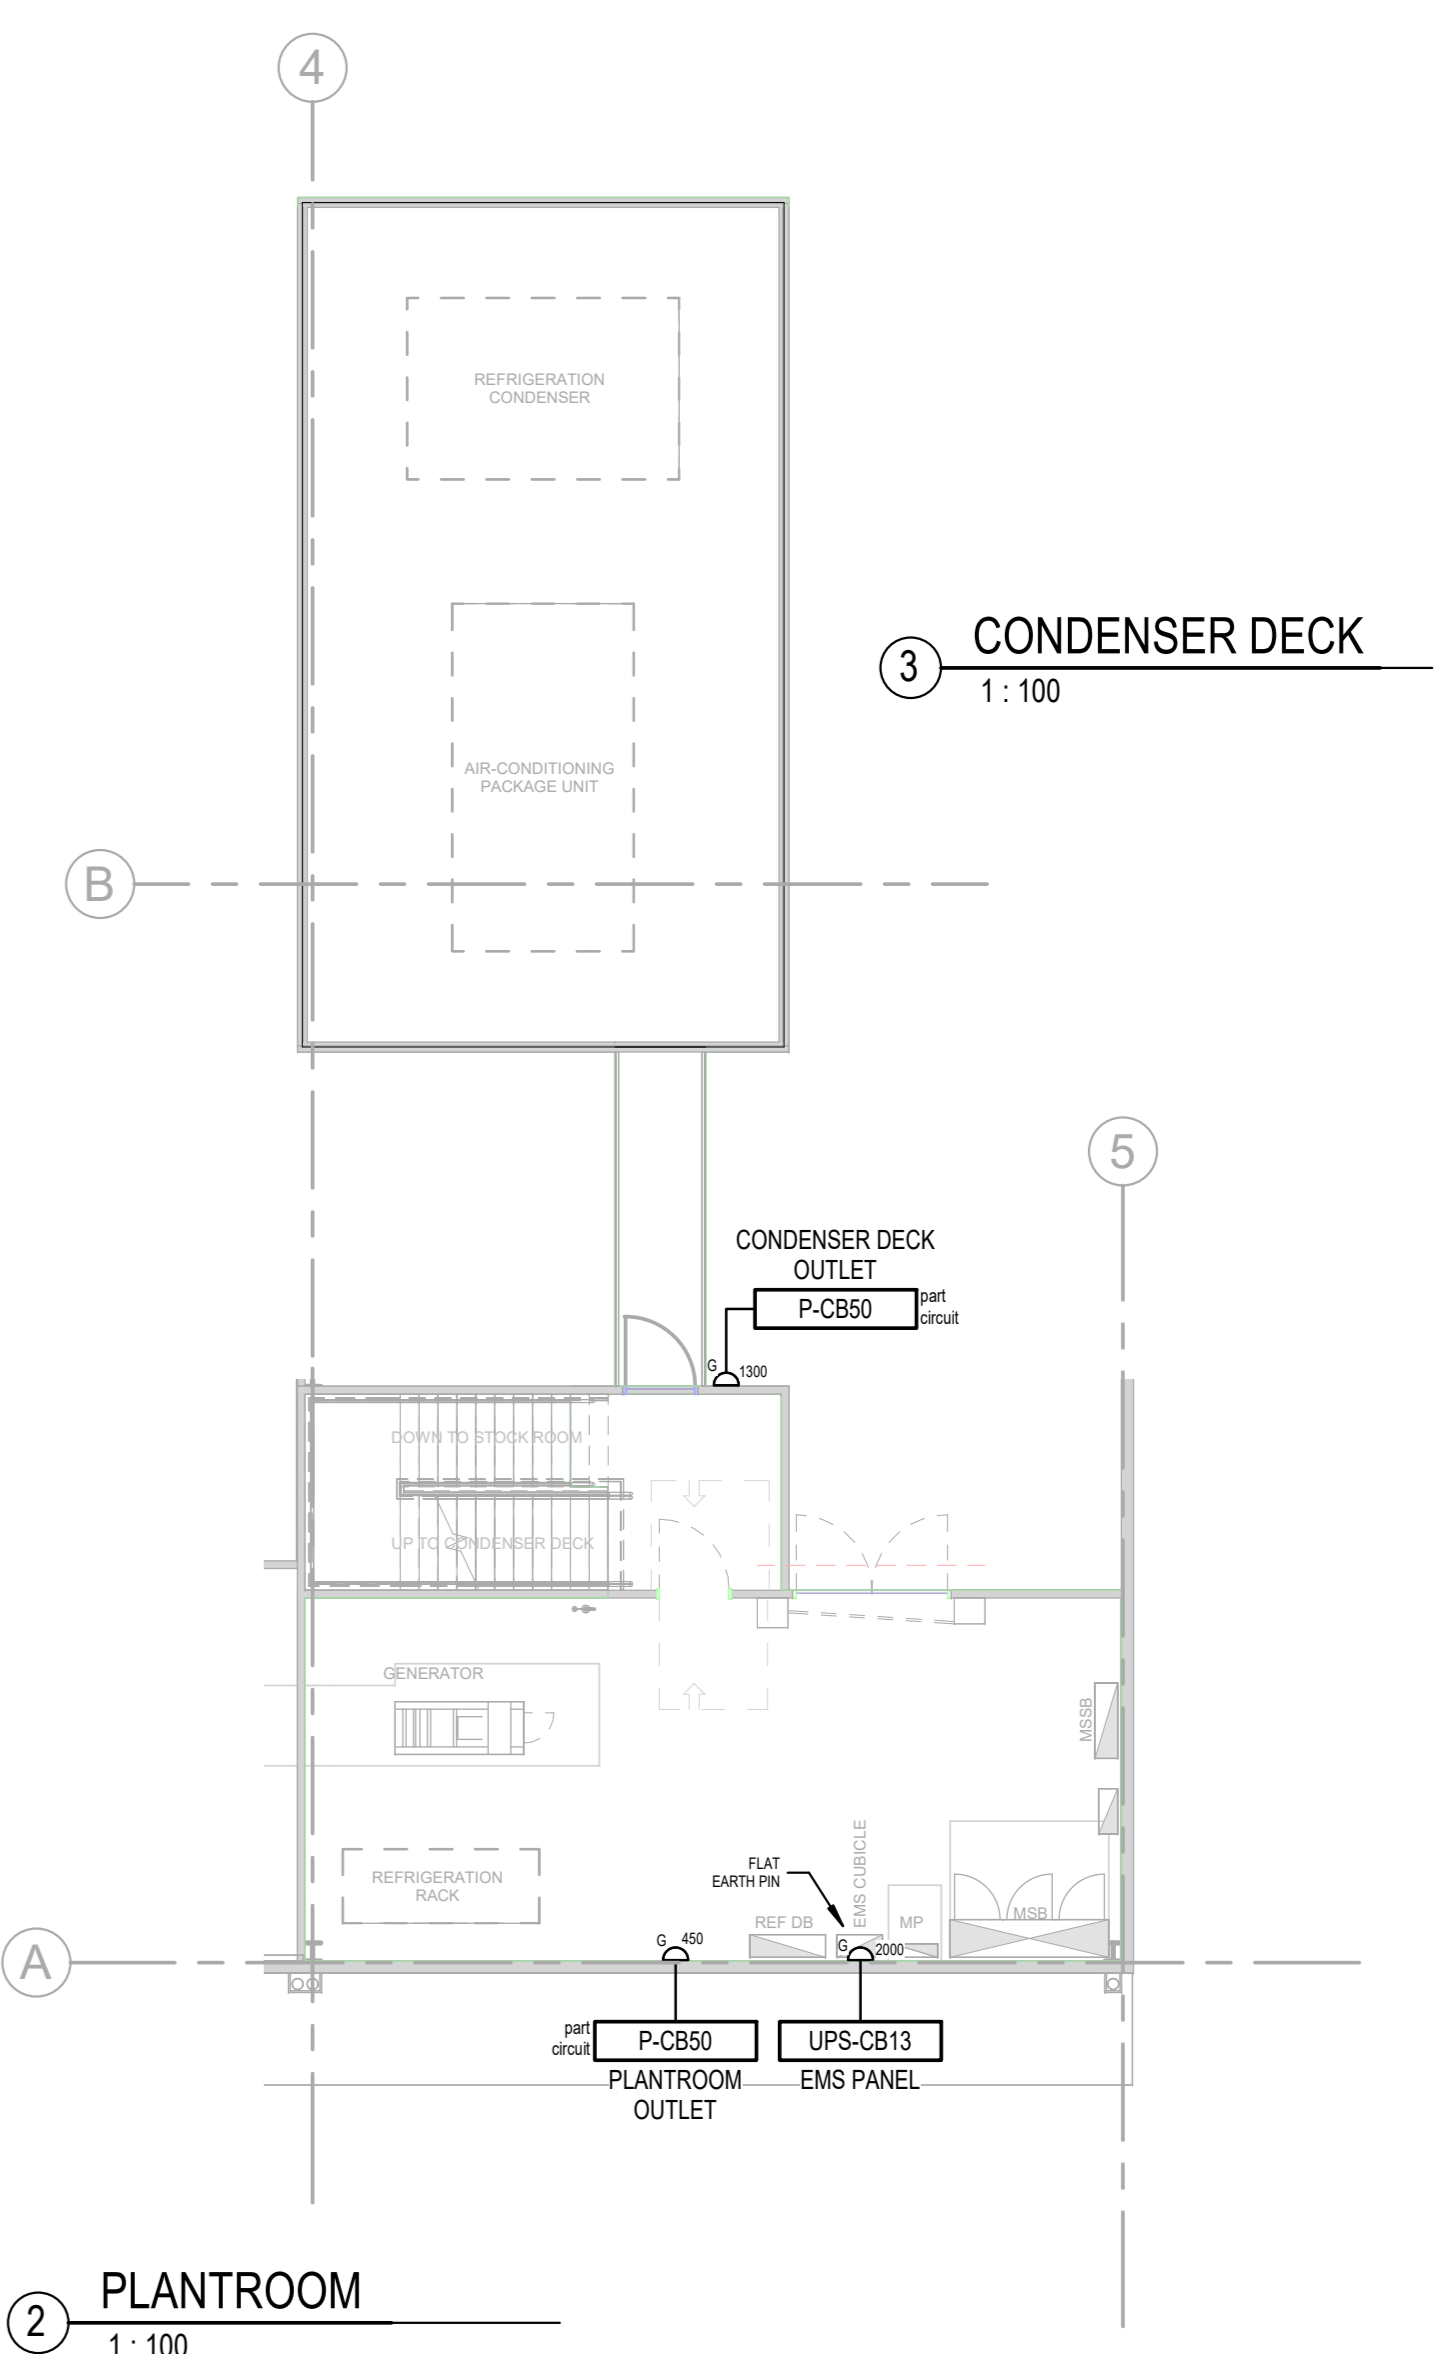 4
REFRIGERATION
CONDENSER
3
CONDENSER DECK
1 : 100
AIR-CONDITIONING
PACKAGE UNIT
B
5
CONDENSER DECK
OUTLET
P-CB50
part
circuit
G
1300
DOWN TO STOCK ROOM
UP TO CONDENSER DECK
GENERATOR
MSSB
REFRIGERATION
RACK
FLAT
EARTH PIN
EMS CUBICLE
REF DB
MP
MSB
A
G
450
G
2000
part
circuit
P-CB50
UPS-CB13
PLANTROOM
OUTLET
EMS PANEL
2
PLANTROOM
1 : 100